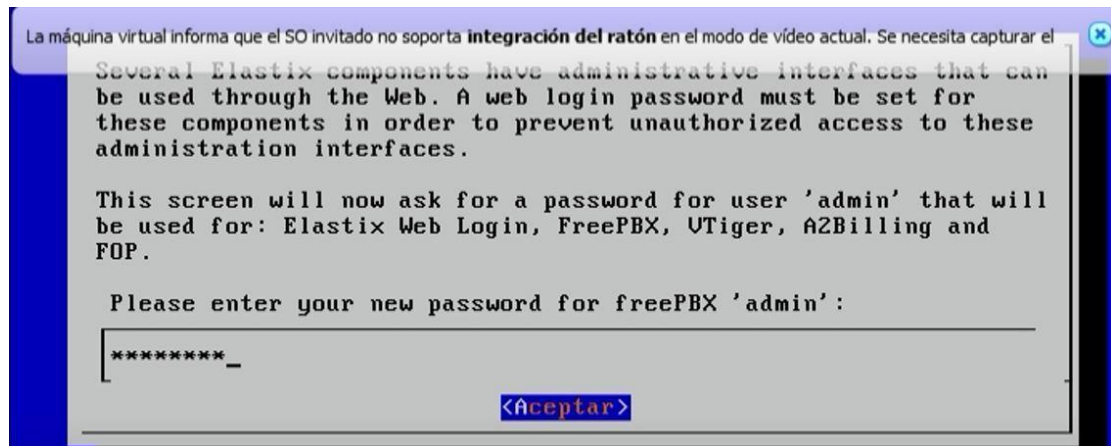 La máquina virtual informa que el SO invitado no soporta integración del ratón en el modo de vídeo actual. Se necesita capturar el
Several Elastix components have administrative interfaces that can
be used through the Web. A web login password must be set for
these components in order to prevent unauthorized access to these
administration interfaces.
This screen will now ask for a password for user 'admin' that will
be used for: Elastix Web Login, FreePBX, VTiger, A2Billing and
FOP.
Please enter your new password for freePBX 'admin':
********_
<Aceptar>